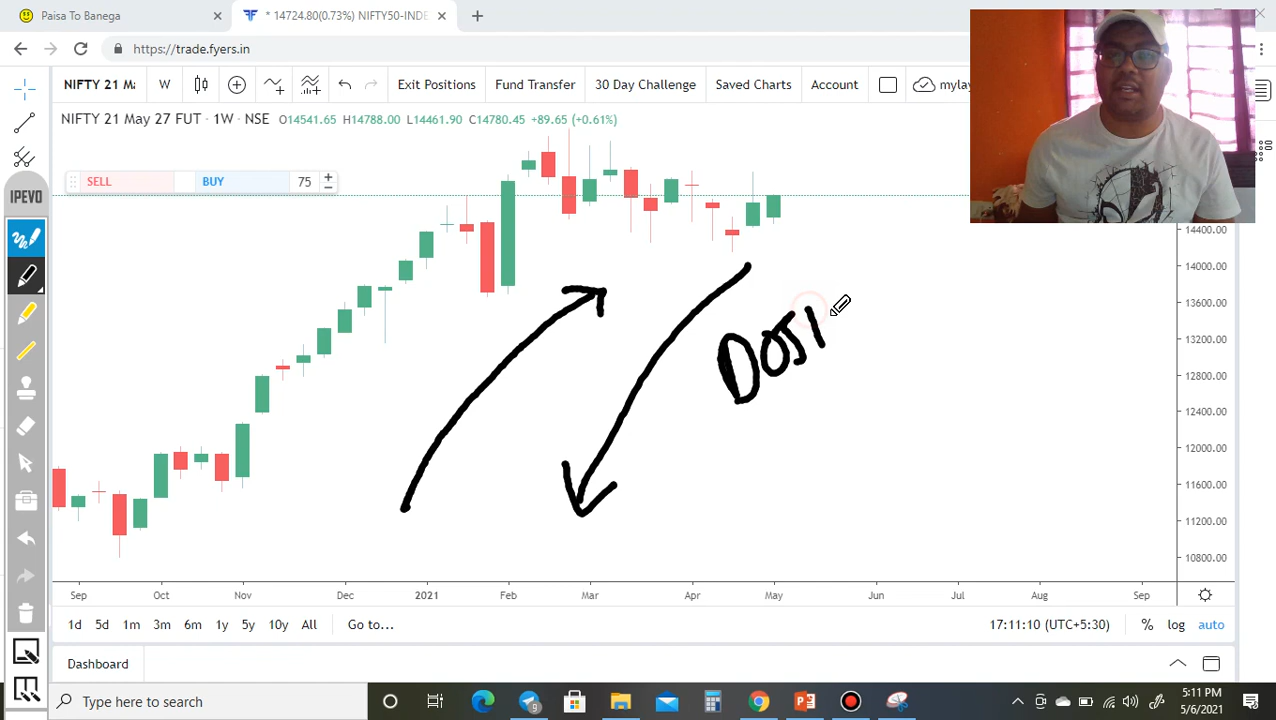 Paisa To Banega
* 14724.80(0.73%) NIFTY50-INDE
https://trade.fyers.in
NIFTY 21 Ma W Exit Positions Fund Transfer 30 Day Challenge Saved Charts Account mylay
NIFTY 21 May 27 FUT · 1W · NSE O14541.65 H14788.00 L14461.90 C14780.45 +89.65 (+0.61%)
SELL BUY 75
IPEVO
14400.00
14000.00
13600.00
13200.00
12800.00
12400.00
12000.00
11600.00
11200.00
10800.00
DOJI
Sep Oct Nov Dec 2021 Feb Mar Apr May Jun Jul Aug Sep
1d 5d 1m 3m 6m 1y 5y 10y All Go to... 17:11:10 (UTC+5:30) % log auto
Dashboard
Type here to search
5:11 PM
5/6/2021